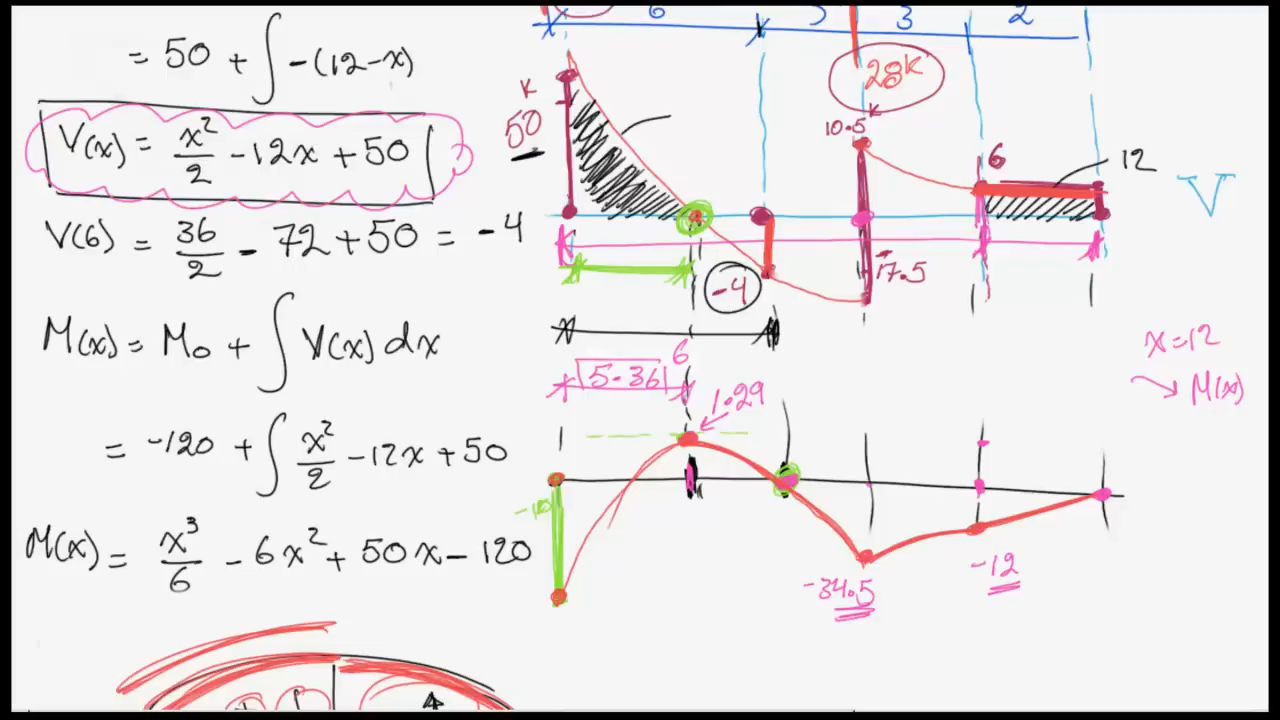 = 50 + ∫ -(12-x)
V(x) = x²/2 - 12x + 50
V(6) = 36/2 - 72 + 50 = -4
M(x) = M₀ + ∫ V(x) dx
= -120 + ∫ x²/2 - 12x + 50
M(x) = x³/6 - 6x² + 50x - 120
6
3
2
28K
K
50
10.5 K
6
12
V
-4
-17.5
6
5.36
1.29
x=12
→ M(x)
-34.5
-12